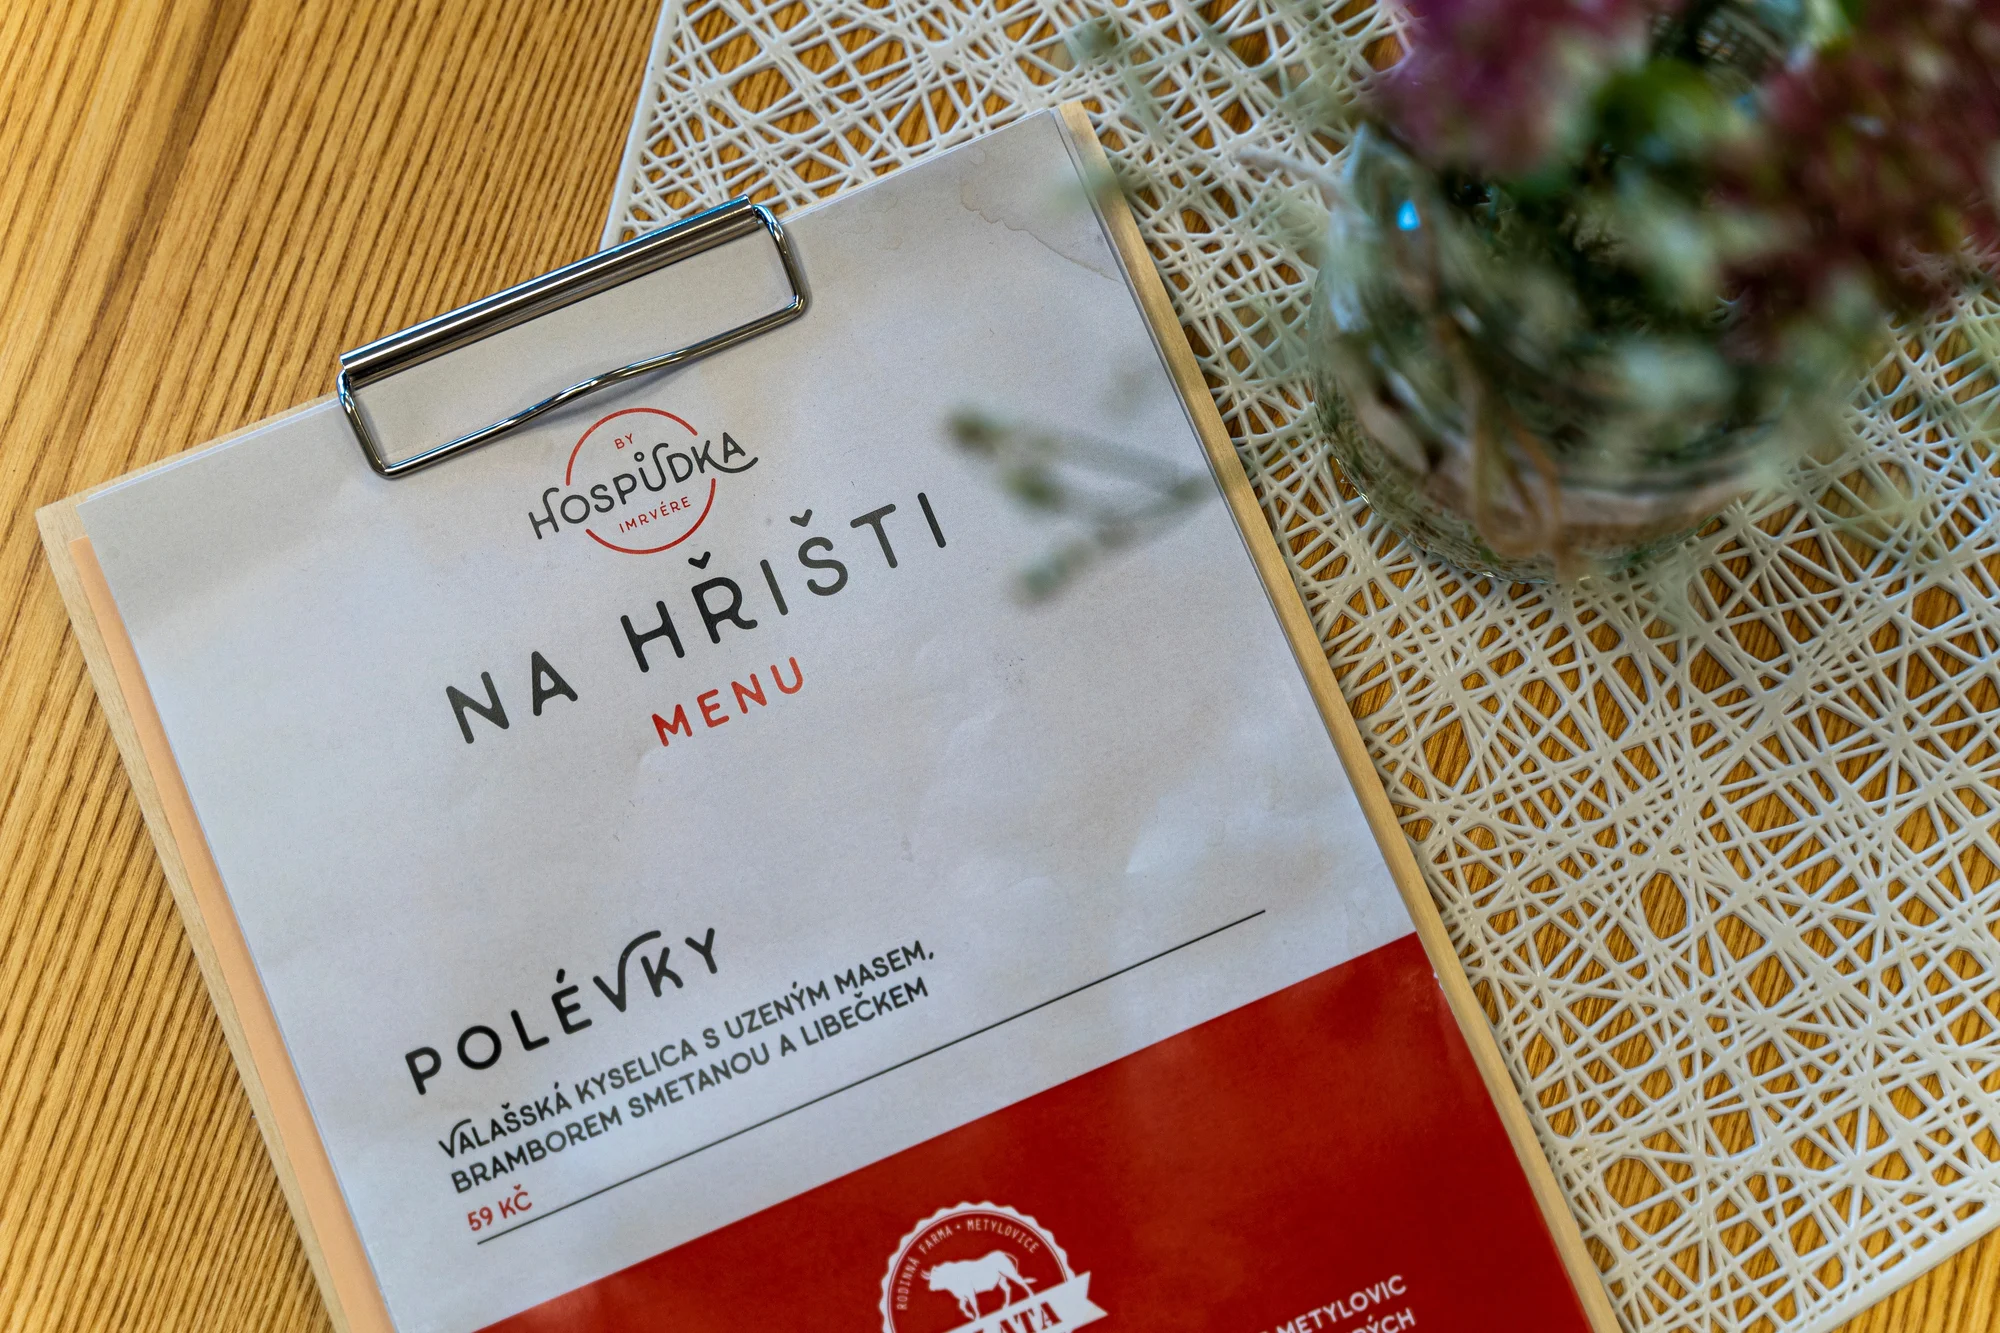 BY
HOSPŮDKA
IMRVÉRE
NA HŘIŠTI
MENU
POLÉVKY
VALAŠSKÁ KYSELICA S UZENÝM MASEM,
BRAMBOREM SMETANOU A LIBEČKEM
59 KČ
RODINNÁ FARMA • METYLOVICE
METYLOVIC